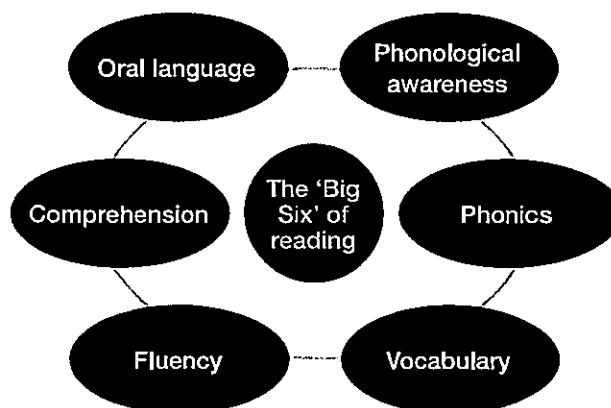 Oral language
Phonological
awareness
Comprehension
The ‘Big
Six’ of
reading
Phonics
Fluency
Vocabulary